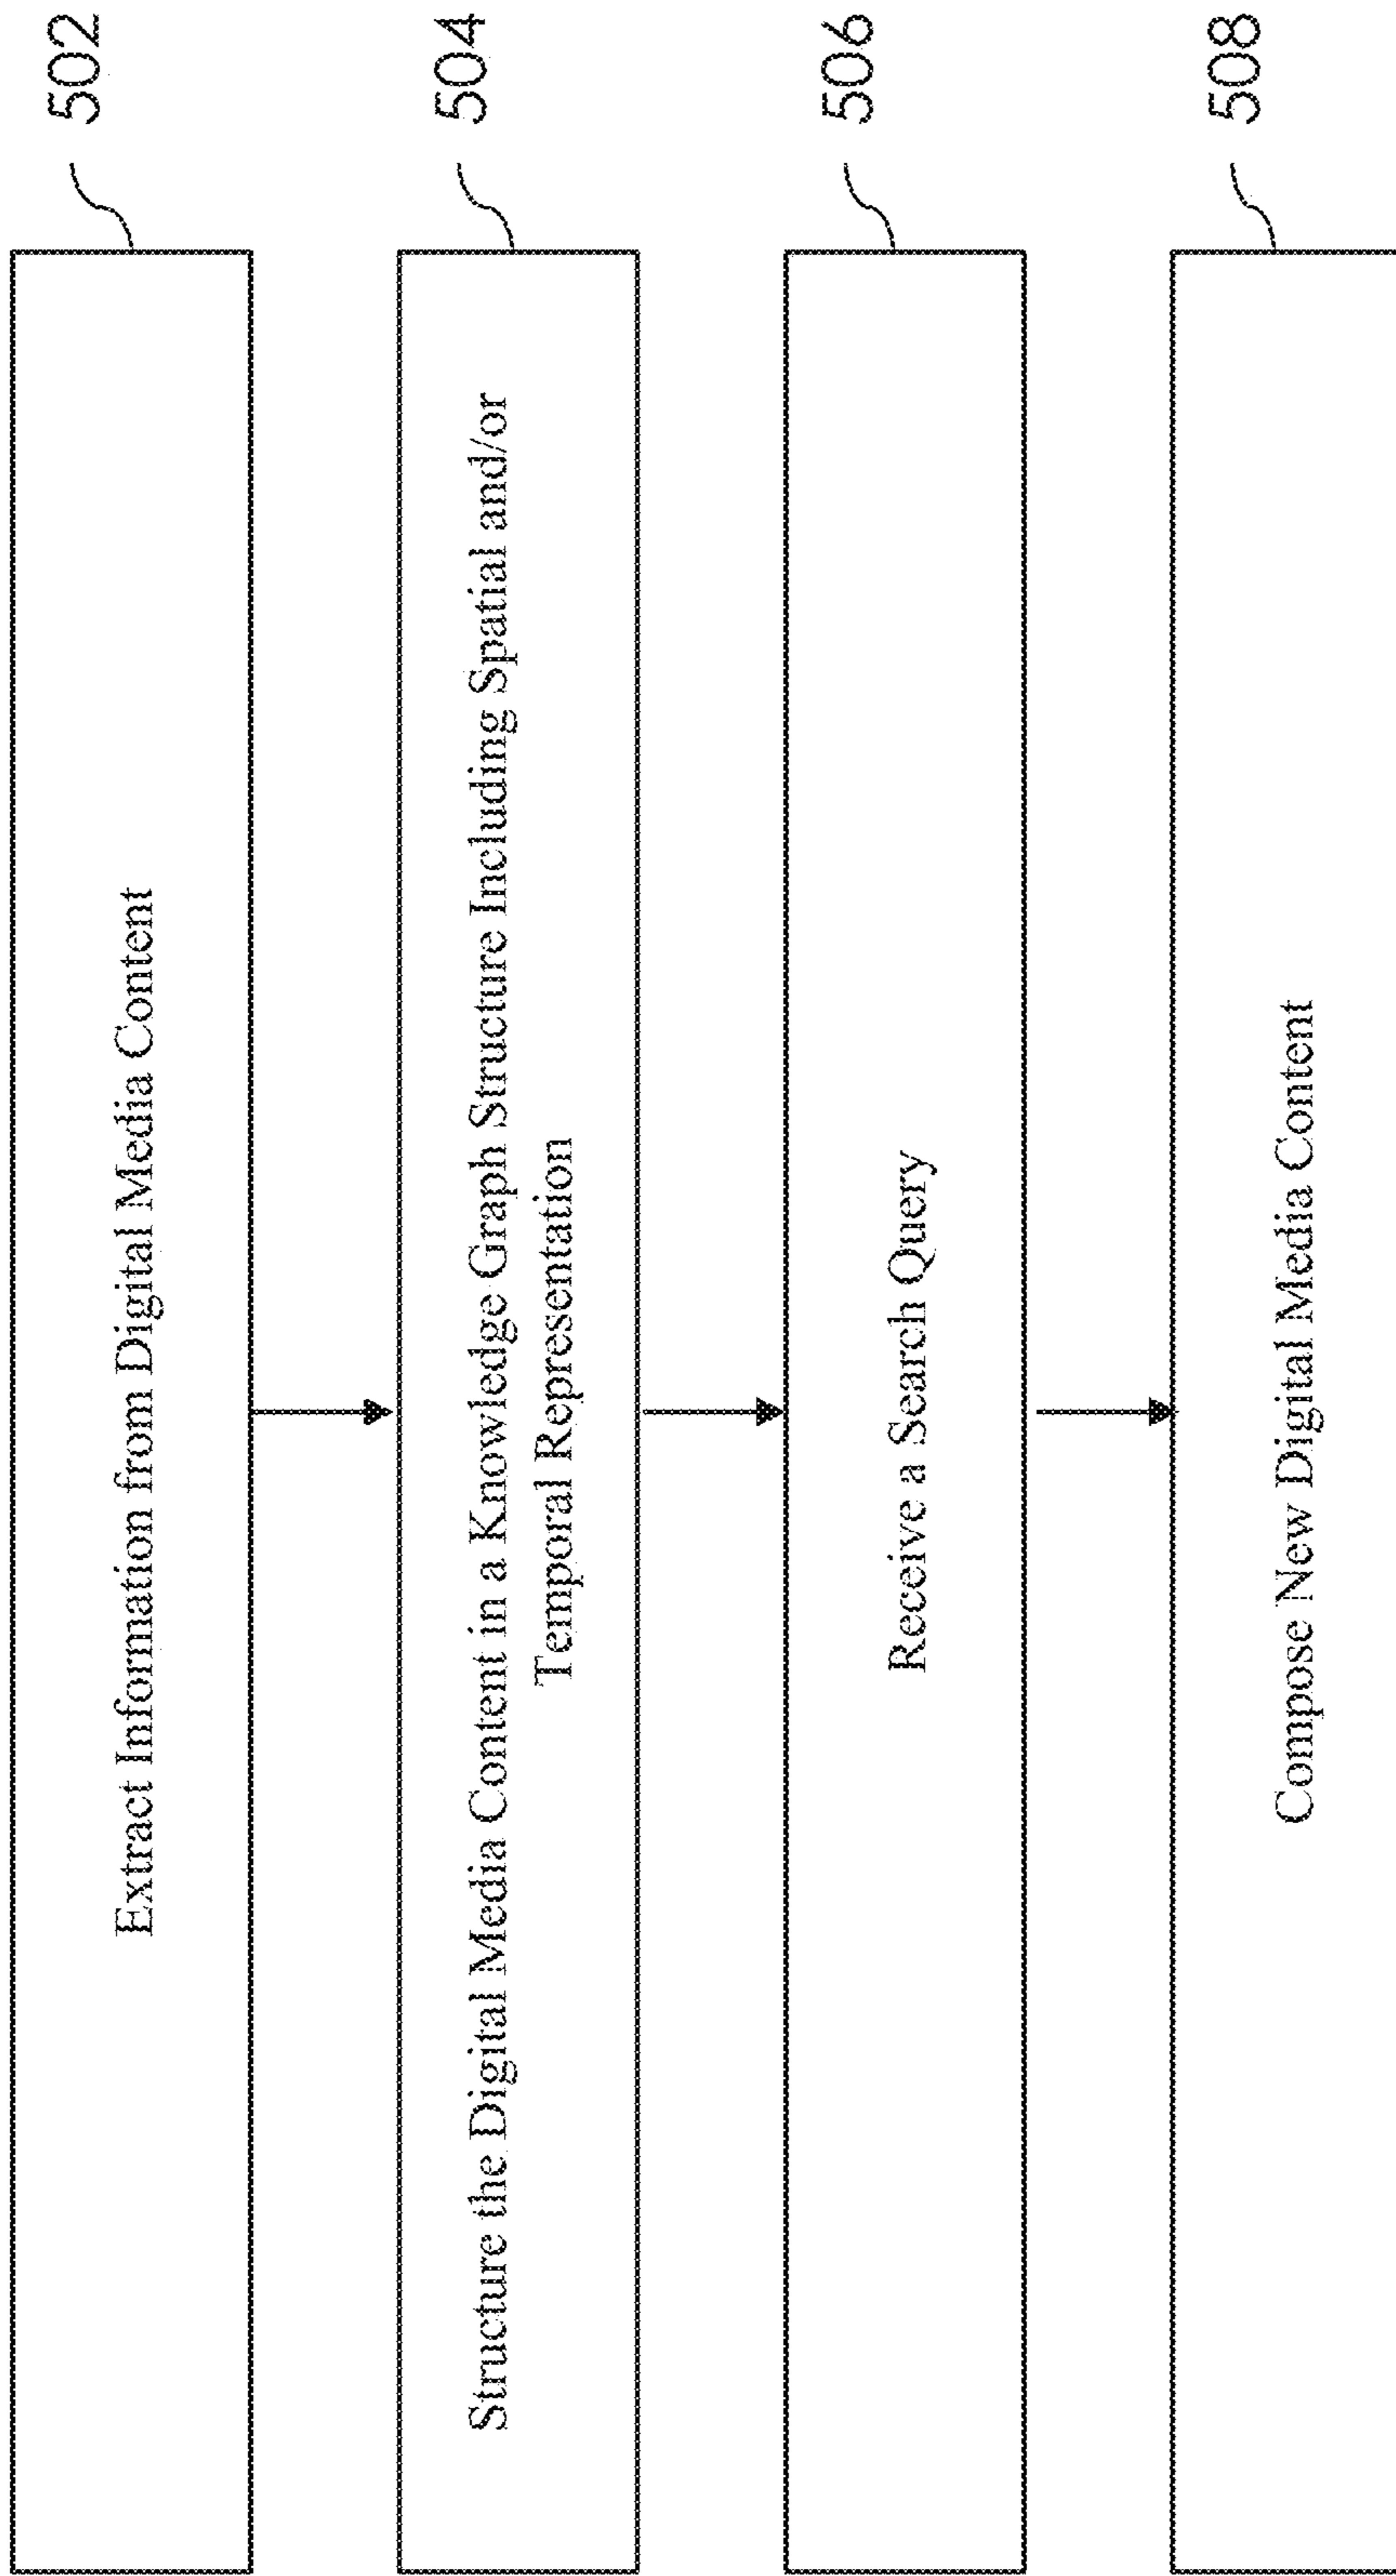 502
Extract Information from Digital Media Content
504
Structure the Digital Media Content in a Knowledge Graph Structure Including Spatial and/or
Temporal Representation
506
Receive a Search Query
508
Compose New Digital Media Content